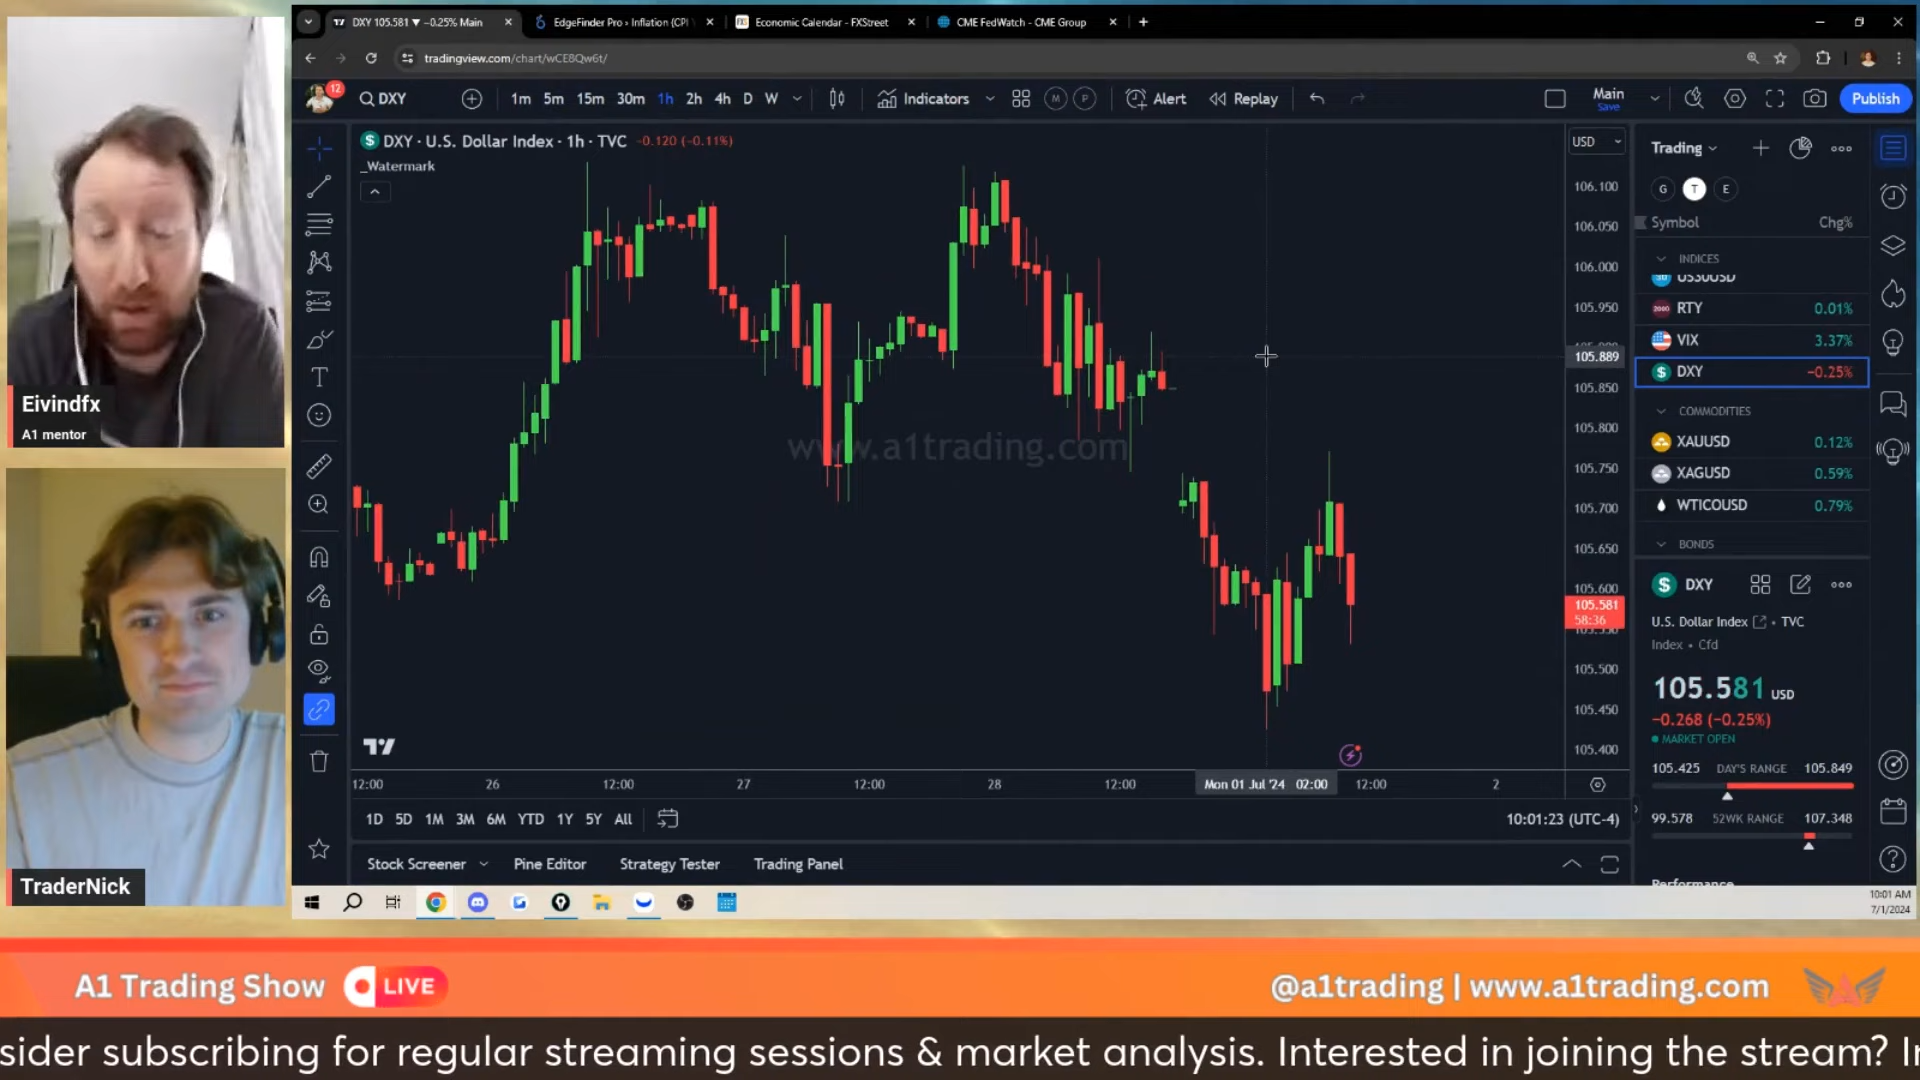 Eivindfx
A1 mentor
TraderNick
DXY 105.581 ▼ −0.25% Main
EdgeFinder Pro › Inflation (CPI
Economic Calendar - FXStreet
CME FedWatch - CME Group
tradingview.com/chart/wCE8Qw6t/
12
DXY
1m 5m 15m 30m 1h 2h 4h D W
Indicators
M P
Alert
Replay
Main
Save
Publish
DXY · U.S. Dollar Index · 1h · TVC −0.120 (−0.11%)
_Watermark
www.a1trading.com
USD
106.100
106.050
106.000
105.950
105.889
105.850
105.800
105.750
105.700
105.650
105.600
105.581
58:36
105.500
105.450
105.400
12:00 26 12:00 27 12:00 28 12:00 Mon 01 Jul '24 02:00 12:00 2
1D 5D 1M 3M 6M YTD 1Y 5Y All
10:01:23 (UTC-4)
Stock Screener
Pine Editor
Strategy Tester
Trading Panel
Trading
G T E
Symbol Chg%
INDICES
US30USD
RTY 0.01%
VIX 3.37%
DXY −0.25%
COMMODITIES
XAUUSD 0.12%
XAGUSD 0.59%
WTICOUSD 0.79%
BONDS
DXY
U.S. Dollar Index • TVC
Index • Cfd
105.581 USD
−0.268 (−0.25%)
MARKET OPEN
105.425 DAY'S RANGE 105.849
99.578 52WK RANGE 107.348
Performance
10:01 AM
7/1/2024
A1 Trading Show LIVE
@a1trading | www.a1trading.com
sider subscribing for regular streaming sessions & market analysis. Interested in joining the stream? In